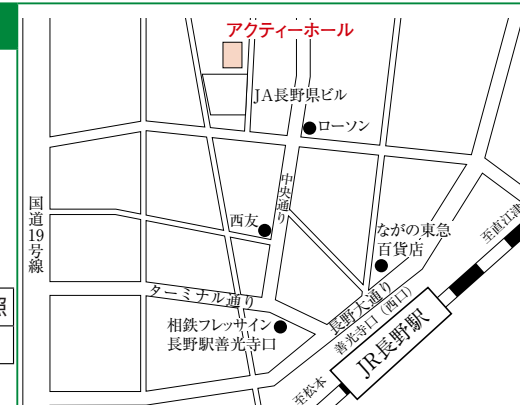 アクティーホール
JA長野県ビル
ローソン
中央通り
国道19号線
西友
ながの東急
百貨店
至直江津
ターミナル通り
長野大通り
善光寺口（西口）
相鉄フレッサイン
長野駅善光寺口
JR長野駅
至松本
照